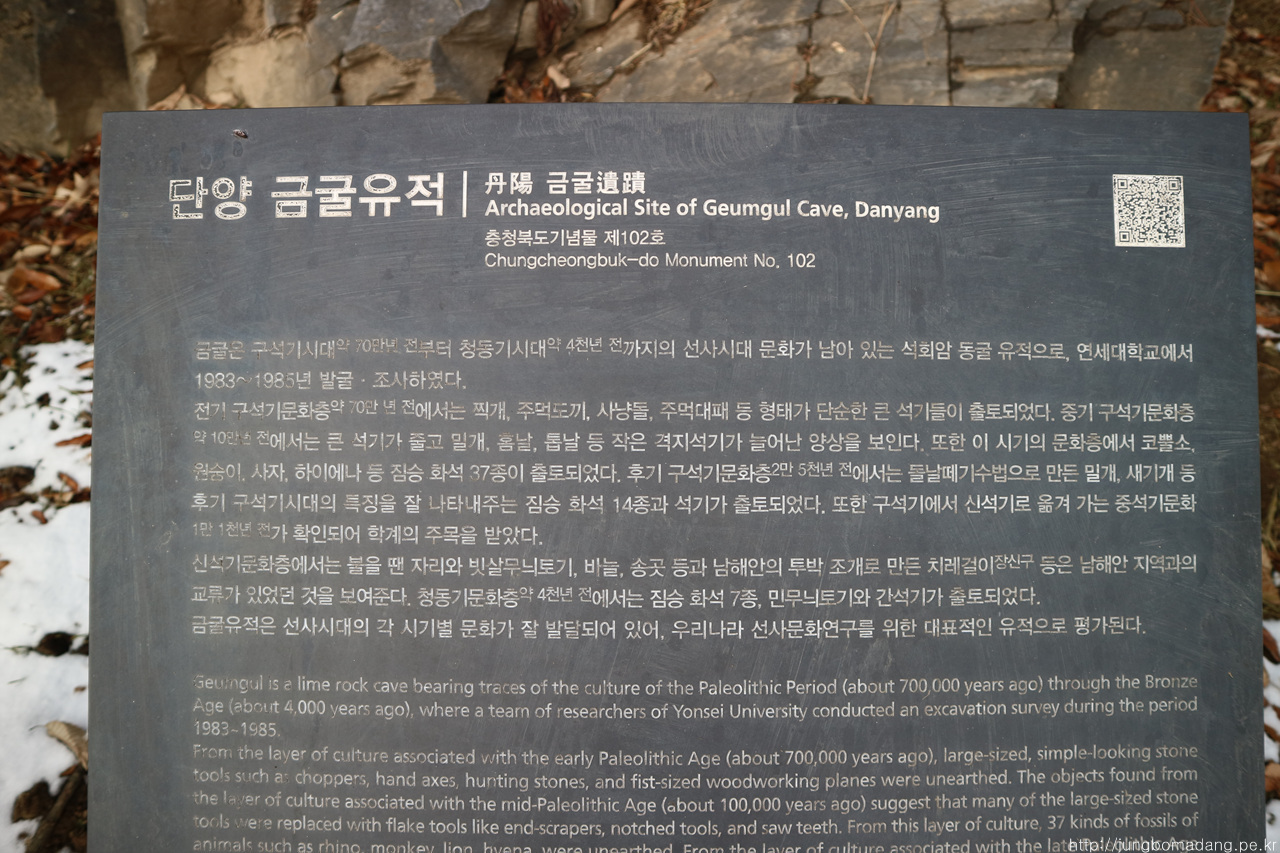 단양 금굴유적
丹陽 금굴遺蹟
Archaeological Site of Geumgul Cave, Danyang
충청북도기념물 제102호
Chungcheongbuk-do Monument No. 102
금굴은 구석기시대약 70만년 전부터 청동기시대약 4천년 전까지의 선사시대 문화가 남아 있는 석회암 동굴 유적으로, 연세대학교에서
1983~1985년 발굴 · 조사하였다.
전기 구석기문화층약 70만 년 전에서는 찍개, 주먹도끼, 사냥돌, 주먹대패 등 형태가 단순한 큰 석기들이 출토되었다. 중기 구석기문화층
약 10만년 전에서는 큰 석기가 줄고 밀개, 홈날, 톱날 등 작은 격지석기가 늘어난 양상을 보인다. 또한 이 시기의 문화층에서 코뿔소,
원숭이, 사자, 하이에나 등 짐승 화석 37종이 출토되었다. 후기 구석기문화층2만 5천년 전에서는 돌날떼기수법으로 만든 밀개, 새기개 등
후기 구석기시대의 특징을 잘 나타내주는 짐승 화석 14종과 석기가 출토되었다. 또한 구석기에서 신석기로 옮겨 가는 중석기문화
1만 1천년 전가 확인되어 학계의 주목을 받았다.
신석기문화층에서는 불을 땐 자리와 빗살무늬토기, 바늘, 송곳 등과 남해안의 투박 조개로 만든 치레걸이장신구 등은 남해안 지역과의
교류가 있었던 것을 보여준다. 청동기문화층약 4천년 전에서는 짐승 화석 7종, 민무늬토기와 간석기가 출토되었다.
금굴유적은 선사시대의 각 시기별 문화가 잘 발달되어 있어, 우리나라 선사문화연구를 위한 대표적인 유적으로 평가된다.
Geumgul is a lime rock cave bearing traces of the culture of the Paleolithic Period (about 700,000 years ago) through the Bronze
Age (about 4,000 years ago), where a team of researchers of Yonsei University conducted an excavation survey during the period
1983~1985.
From the layer of culture associated with the early Paleolithic Age (about 700,000 years ago), large-sized, simple-looking stone
tools such as choppers, hand axes, hunting stones, and fist-sized woodworking planes were unearthed. The objects found from
the layer of culture associated with the mid-Paleolithic Age (about 100,000 years ago) suggest that many of the large-sized stone
tools were replaced with flake tools like end-scrapers, notched tools, and saw teeth. From this layer of culture, 37 kinds of fossils of
animals such as rhino, monkey, lion, hyena, were unearthed. From the layer of culture associated with the late
http://jungbomadang.pe.kr